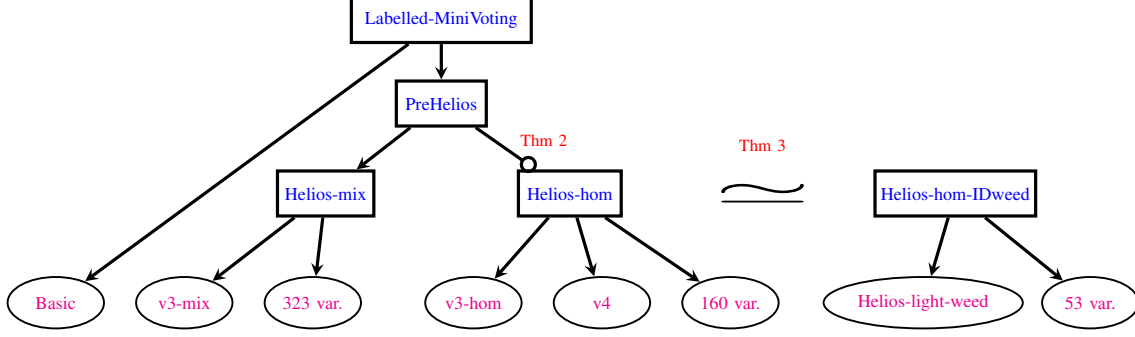 Labelled-MiniVoting
PreHelios
Thm 2
Thm 3
Helios-mix
Helios-hom
Helios-hom-IDweed
Basic
v3-mix
323 var.
v3-hom
v4
160 var.
Helios-light-weed
53 var.